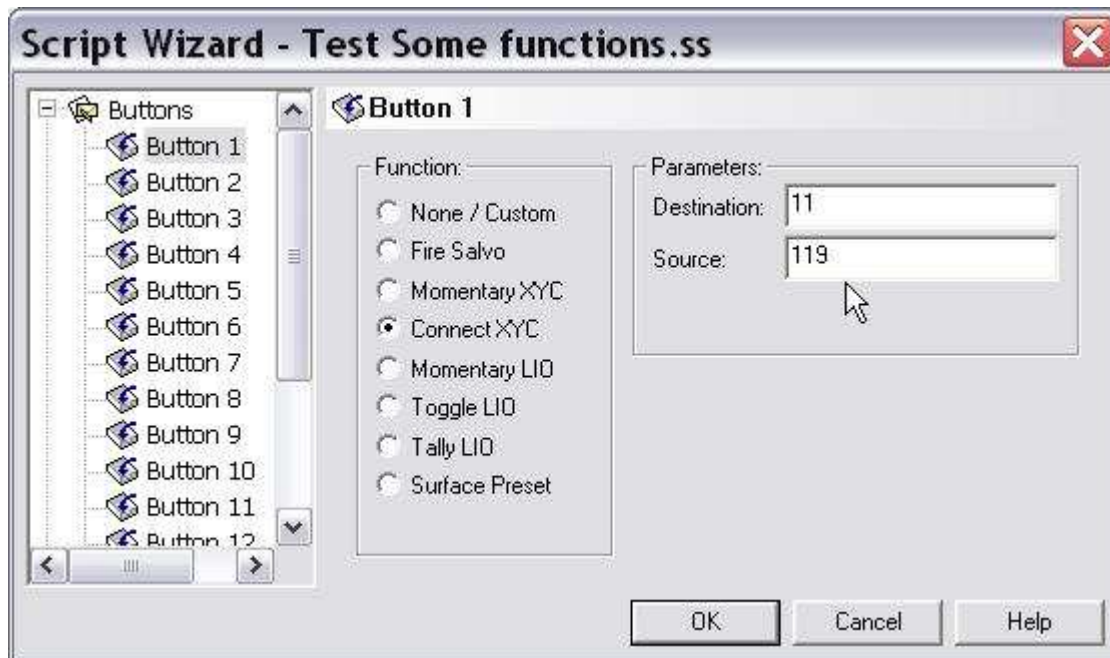 Script Wizard - Test Some functions.ss
Buttons
Button 1
Button 2
Button 3
Button 4
Button 5
Button 6
Button 7
Button 8
Button 9
Button 10
Button 11
Button 12
Button 1
Function:
None / Custom
Fire Salvo
Momentary XYC
Connect XYC
Momentary LIO
Toggle LIO
Tally LIO
Surface Preset
Parameters:
Destination: 11
Source: 119
OK Cancel Help